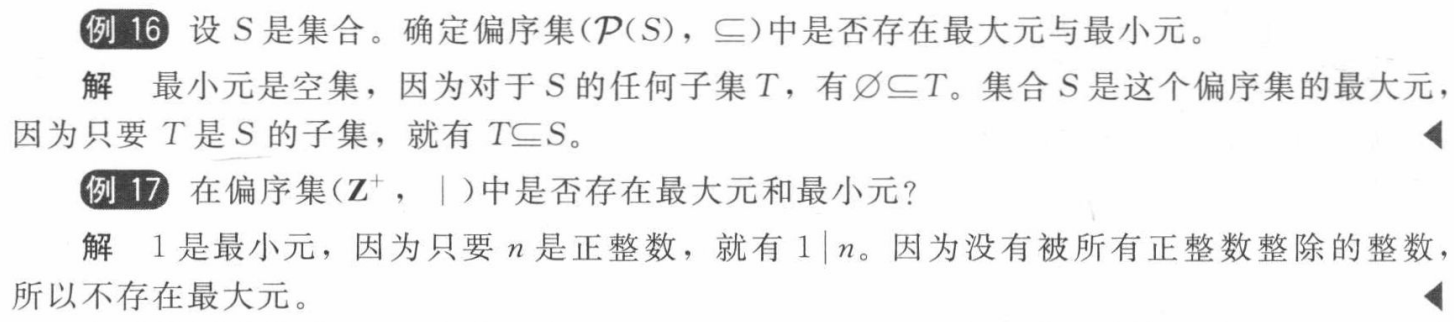 例 16 设 S 是集合。确定偏序集(𝒫(S), ⊆)中是否存在最大元与最小元。
解 最小元是空集，因为对于 S 的任何子集 T，有∅⊆T。集合 S 是这个偏序集的最大元，
因为只要 T 是 S 的子集，就有 T⊆S。 ◀
例 17 在偏序集(Z⁺, | )中是否存在最大元和最小元?
解 1 是最小元，因为只要 n 是正整数，就有 1|n。因为没有被所有正整数整除的整数，
所以不存在最大元。 ◀